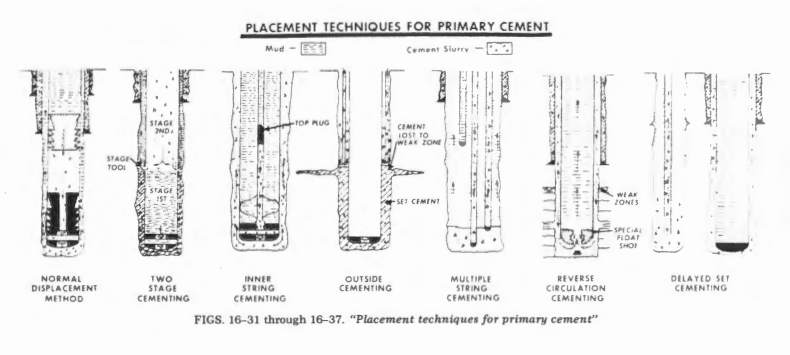 PLACEMENT TECHNIQUES FOR PRIMARY CEMENT
Mud —
Cement Slurry —
STAGE
2ND
STAGE
TOOL
STAGE
1ST
TOP PLUG
CEMENT
LOST TO
WEAK ZONE
SET CEMENT
WEAK
ZONES
SPECIAL
FLOAT
SHOE
NORMAL
DISPLACEMENT
METHOD
TWO
STAGE
CEMENTING
INNER
STRING
CEMENTING
OUTSIDE
CEMENTING
MULTIPLE
STRING
CEMENTING
REVERSE
CIRCULATION
CEMENTING
DELAYED SET
CEMENTING
FIGS. 16–31 through 16–37. "Placement techniques for primary cement"